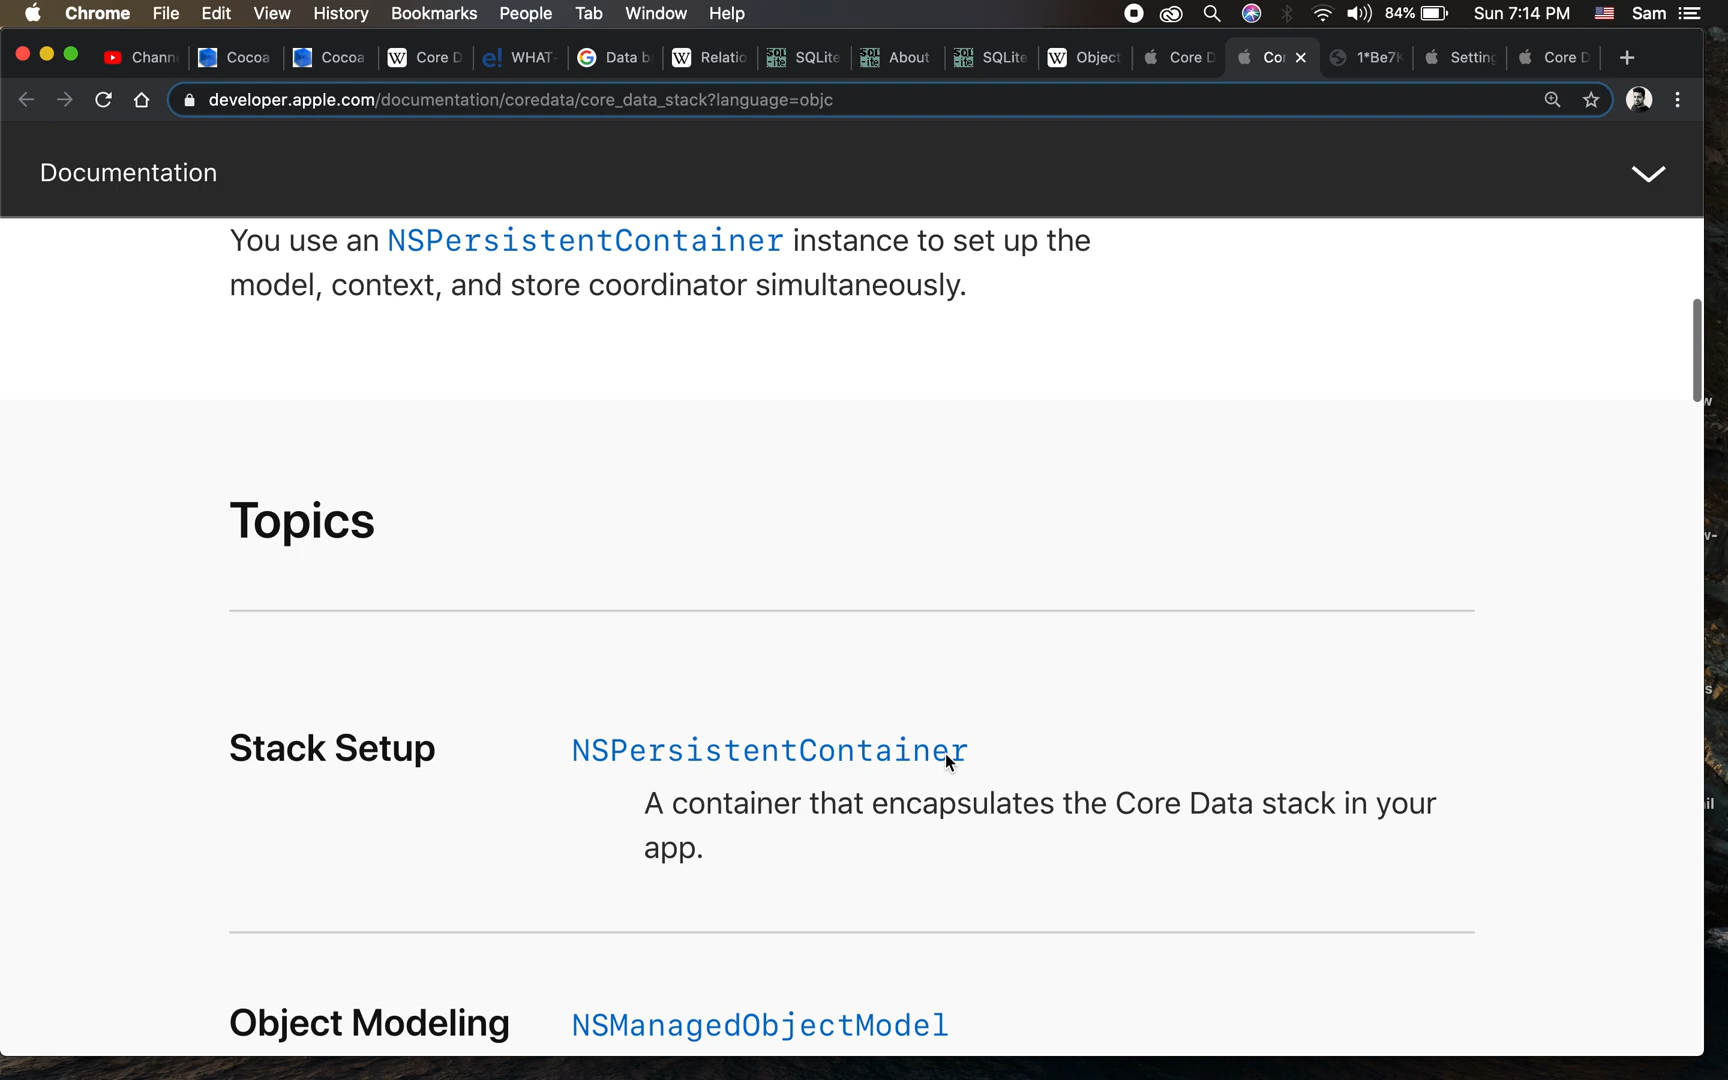 Chrome File Edit View History Bookmarks People Tab Window Help 84% Sun 7:14 PM Sam
Chann Cocoa Cocoa Core D WHAT- Data b Relatio SQLite About SQLite Object Core D Co 1*Be7K Setting Core D
developer.apple.com/documentation/coredata/core_data_stack?language=objc
Documentation
You use an NSPersistentContainer instance to set up the
model, context, and store coordinator simultaneously.
Topics
Stack Setup NSPersistentContainer
A container that encapsulates the Core Data stack in your
app.
Object Modeling NSManagedObjectModel